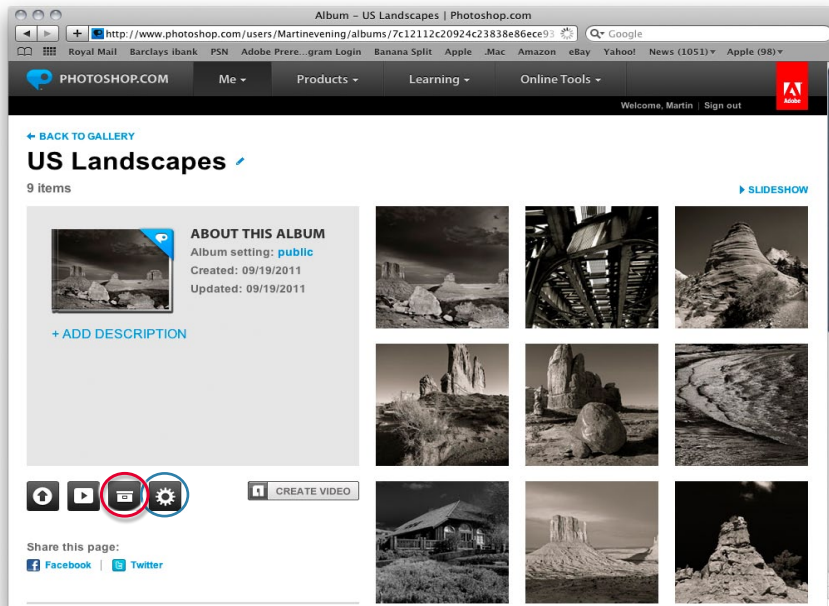 Album – US Landscapes | Photoshop.com
http://www.photoshop.com/users/Martinevening/albums/7c12112c20924c23838e86ece93
Google
Royal Mail Barclays ibank PSN Adobe Prere...gram Login Banana Split Apple .Mac Amazon eBay Yahoo! News (1051) Apple (98)
PHOTOSHOP.COM Me Products Learning Online Tools
Welcome, Martin | Sign out
Adobe
BACK TO GALLERY
US Landscapes
9 items
SLIDESHOW
ABOUT THIS ALBUM
Album setting: public
Created: 09/19/2011
Updated: 09/19/2011
+ ADD DESCRIPTION
CREATE VIDEO
Share this page:
Facebook | Twitter